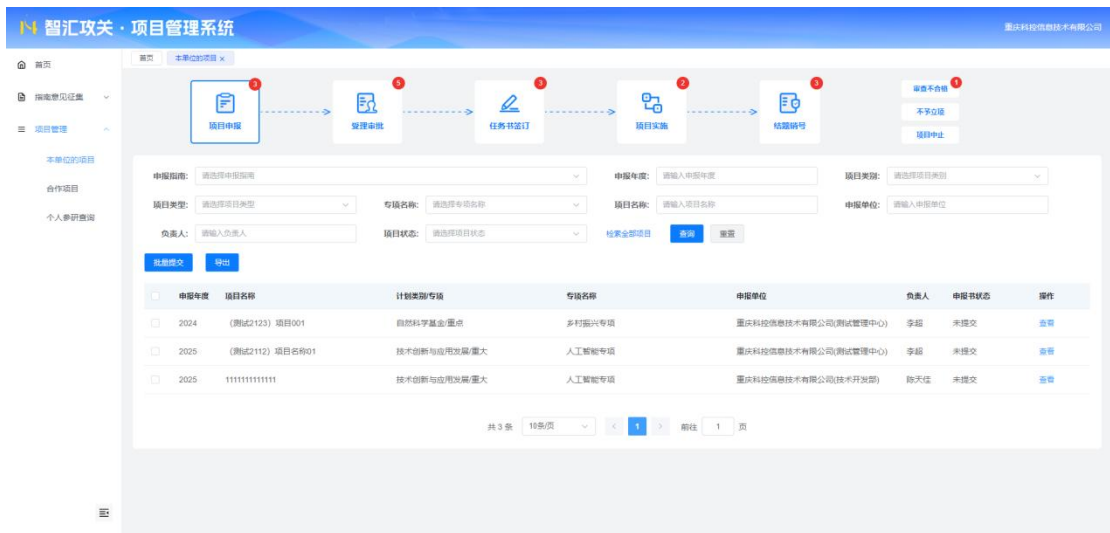 智汇攻关·项目管理系统
重庆科控信息技术有限公司
首页
指南意见征集
项目管理
本单位的项目
合作项目
个人参研查询
首页 本单位的项目 ×
3 5 3 2 3 1
项目申报 受理审批 任务书签订 项目实施 结题销号
审查不合格
不予立项
项目中止
申报指南: 请选择申报指南 申报年度: 请输入申报年度 项目类别: 请选择项目类别
项目类型: 请选择项目类型 专项名称: 请选择专项名称 项目名称: 请输入项目名称 申报单位: 请输入申报单位
负责人: 请输入负责人 项目状态: 请选择项目状态 检索全部项目 查询 重置
批量提交 导出
申报年度 项目名称 计划类别/专项 专项名称 申报单位 负责人 申报书状态 操作
2024 (测试2123) 项目001 自然科学基金/重点 乡村振兴专项 重庆科控信息技术有限公司(测试管理中心) 李超 未提交 查看
2025 (测试2112) 项目名称01 技术创新与应用发展/重大 人工智能专项 重庆科控信息技术有限公司(测试管理中心) 李超 未提交 查看
2025 1111111111111 技术创新与应用发展/重大 人工智能专项 重庆科控信息技术有限公司(技术开发部) 陈天佳 未提交 查看
共 3 条 10条/页 < 1 > 前往 1 页